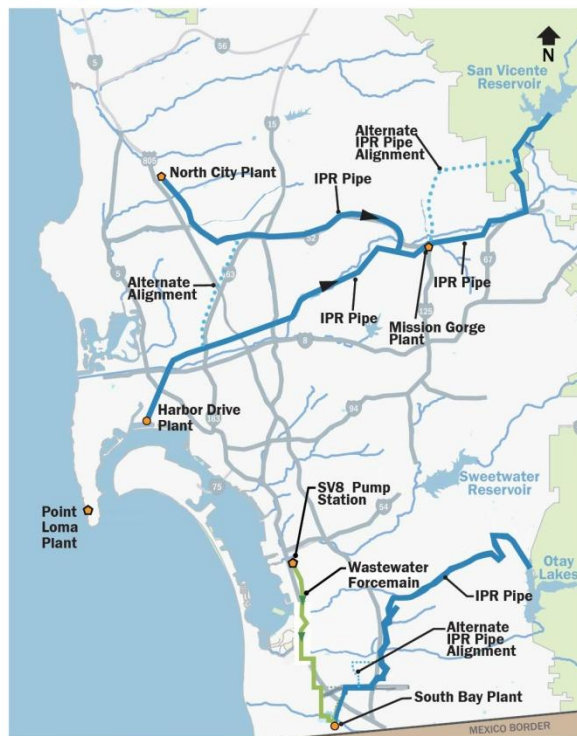 N
San Vicente
Reservoir
5
56
15
Alternate
IPR Pipe
Alignment
805
North City Plant
IPR Pipe
52
5
Alternate
Alignment
63
67
IPR Pipe
IPR Pipe
Mission Gorge
Plant
125
8
Harbor Drive
Plant
163
94
75
SV8 Pump
Station
54
Sweetwater
Reservoir
Point
Loma
Plant
Wastewater
Forcemain
Otay
Lakes
IPR Pipe
Alternate
IPR Pipe
Alignment
South Bay Plant
MEXICO BORDER